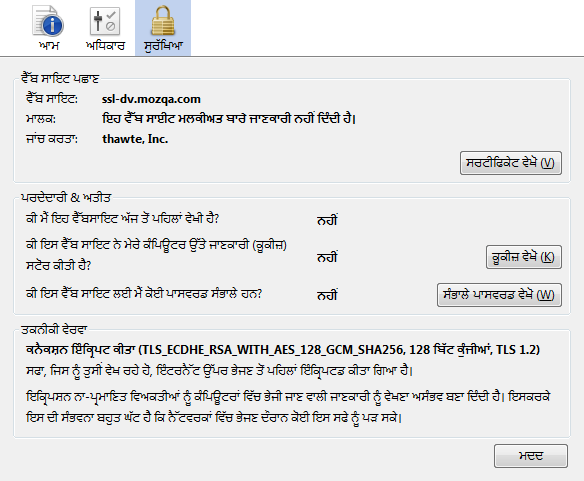 ਆਮ ਅਧਿਕਾਰ ਸੁਰੱਖਿਆ
ਵੈੱਬ ਸਾਇਟ ਪਛਾਣ
ਵੈੱਬ ਸਾਇਟ: ssl-dv.mozqa.com
ਮਾਲਕ: ਇਹ ਵੈੱਬ ਸਾਈਟ ਮਲਕੀਅਤ ਬਾਰੇ ਜਾਣਕਾਰੀ ਨਹੀਂ ਦਿੰਦੀ ਹੈ।
ਜਾਂਚ ਕਰਤਾ: thawte, Inc.
ਸਰਟੀਫਿਕੇਟ ਵੇਖੋ (V)
ਪਰਦੇਦਾਰੀ & ਅਤੀਤ
ਕੀ ਮੈਂ ਇਹ ਵੈੱਬਸਾਇਟ ਅੱਜ ਤੋਂ ਪਹਿਲਾਂ ਵੇਖੀ ਹੈ? ਨਹੀਂ
ਕੀ ਇਸ ਵੈੱਬ ਸਾਇਟ ਨੇ ਮੇਰੇ ਕੰਪਿਊਟਰ ਉੱਤੇ ਜਾਣਕਾਰੀ (ਕੂਕੀਜ਼)
ਸਟੋਰ ਕੀਤੀ ਹੈ? ਨਹੀਂ ਕੂਕੀਜ਼ ਵੇਖੋ (K)
ਕੀ ਇਸ ਵੈੱਬ ਸਾਇਟ ਲਈ ਮੈਂ ਕੋਈ ਪਾਸਵਰਡ ਸੰਭਾਲੇ ਹਨ? ਨਹੀਂ ਸੰਭਾਲੇ ਪਾਸਵਰਡ ਵੇਖੋ (W)
ਤਕਨੀਕੀ ਵੇਰਵਾ
ਕਨੈਕਸ਼ਨ ਇੰਕ੍ਰਿਪਟ ਕੀਤਾ (TLS_ECDHE_RSA_WITH_AES_128_GCM_SHA256, 128 ਬਿੱਟ ਕੁੰਜੀਆਂ, TLS 1.2)
ਸਫਾ, ਜਿਸ ਨੂੰ ਤੁਸੀਂ ਵੇਖ ਰਹੇ ਹੋ, ਇੰਟਰਨੈੱਟ ਉੱਪਰ ਭੇਜਣ ਤੋਂ ਪਹਿਲਾਂ ਇੰਕ੍ਰਿਪਟਡ ਕੀਤਾ ਗਿਆ ਹੈ।
ਇਕ੍ਰਿਪਸ਼ਨ ਨਾ-ਪ੍ਰਮਾਣਿਤ ਵਿਅਕਤੀਆਂ ਨੂੰ ਕੰਪਿਊਟਰਾਂ ਵਿੱਚ ਭੇਜੀ ਜਾਣ ਵਾਲੀ ਜਾਣਕਾਰੀ ਨੂੰ ਵੇਖਣਾ ਅਸੰਭਵ ਬਣਾ ਦਿੰਦੀ ਹੈ। ਇਸਕਰਕੇ
ਇਸ ਦੀ ਸੰਭਵਨਾ ਬਹੁਤ ਘੱਟ ਹੈ ਕਿ ਨੈੱਟਵਰਕਾਂ ਵਿੱਚ ਭੇਜਣ ਦੌਰਾਨ ਕੋਈ ਇਸ ਸਫੇ ਨੂੰ ਪੜ ਸਕੇ।
ਮਦਦ